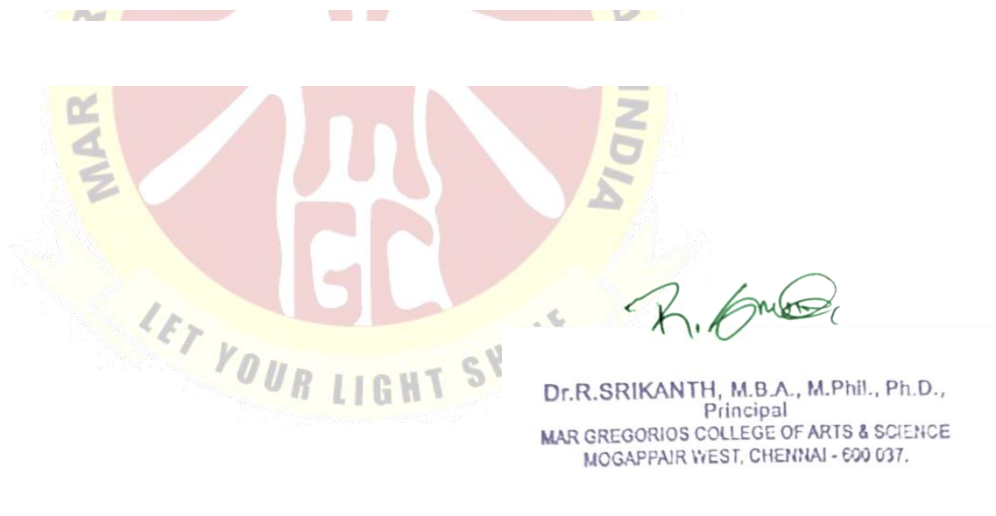 MAR
INDIA
MGC
LET YOUR LIGHT
Dr.R.SRIKANTH, M.B.A., M.Phil., Ph.D.,
Principal
MAR GREGORIOS COLLEGE OF ARTS & SCIENCE
MOGAPPAIR WEST, CHENNAI - 600 037.